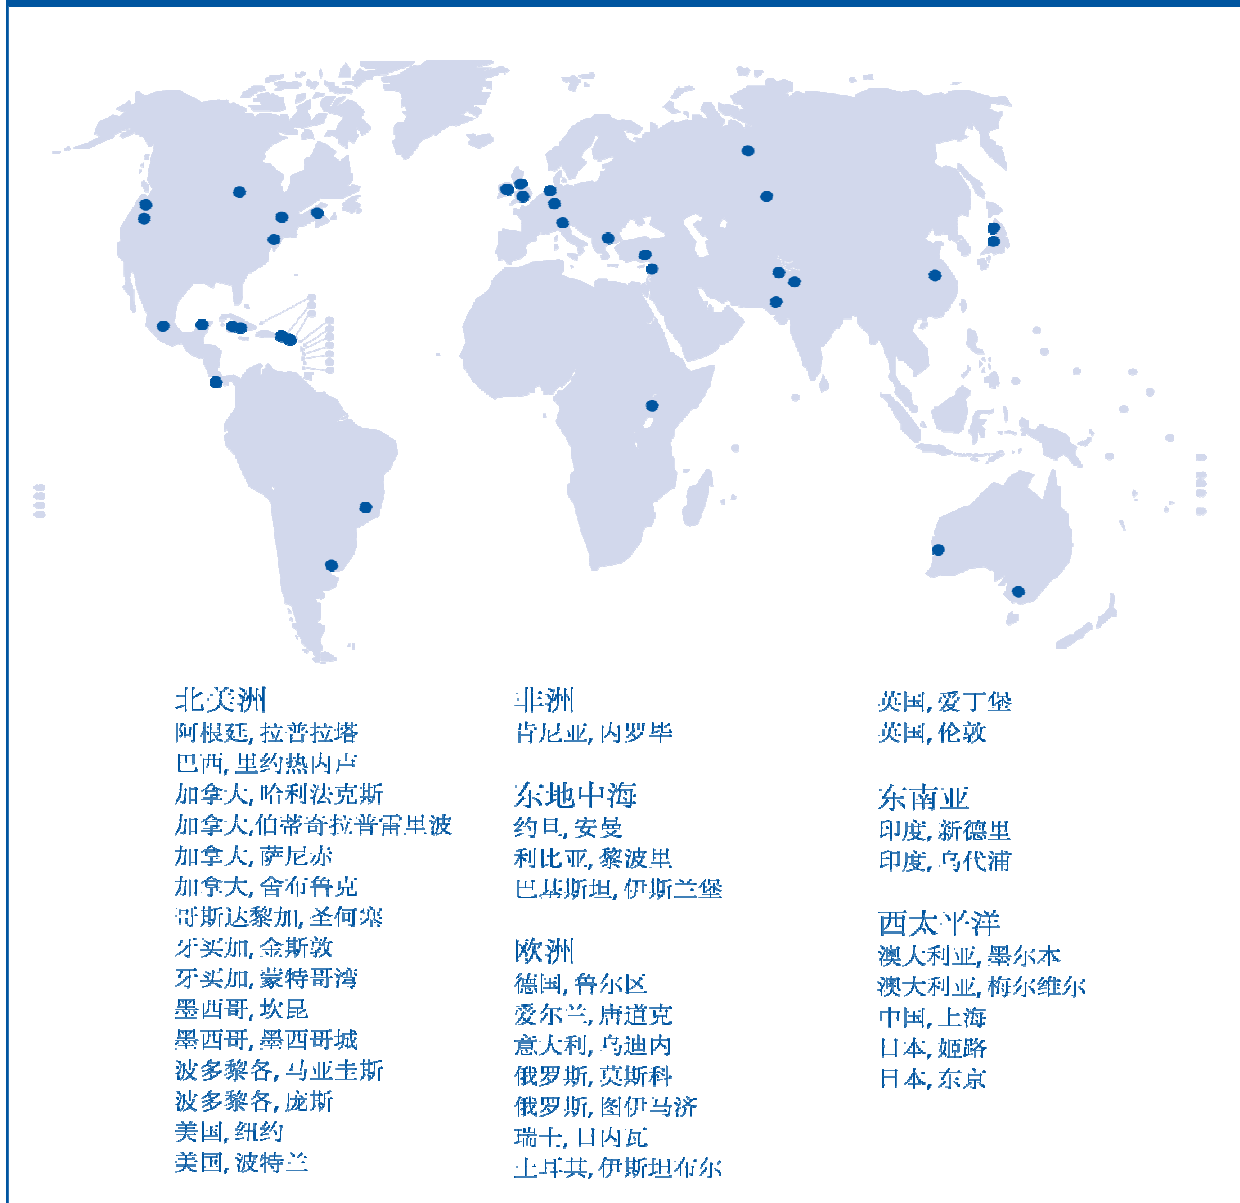 北美洲
阿根廷, 拉普拉塔
巴西, 里约热内卢
加拿大, 哈利法克斯
加拿大,伯蒂奇拉普雷里波
加拿大, 萨尼赤
加拿大, 舍布鲁克
哥斯达黎加, 圣何塞
牙买加, 金斯敦
牙买加, 蒙特哥湾
墨西哥, 坎昆
墨西哥, 墨西哥城
波多黎各, 马亚圭斯
波多黎各, 庞斯
美国, 纽约
美国, 波特兰
非洲
肯尼亚, 内罗毕
东地中海
约旦, 安曼
利比亚, 黎波里
巴基斯坦, 伊斯兰堡
欧洲
德国, 鲁尔区
爱尔兰, 唐道克
意大利, 乌迪内
俄罗斯, 莫斯科
俄罗斯, 图伊马济
瑞士, 日内瓦
土耳其, 伊斯坦布尔
英国, 爱丁堡
英国, 伦敦
东南亚
印度, 新德里
印度, 乌代浦
西太平洋
澳大利亚, 墨尔本
澳大利亚, 梅尔维尔
中国, 上海
日本, 姬路
日本, 东京